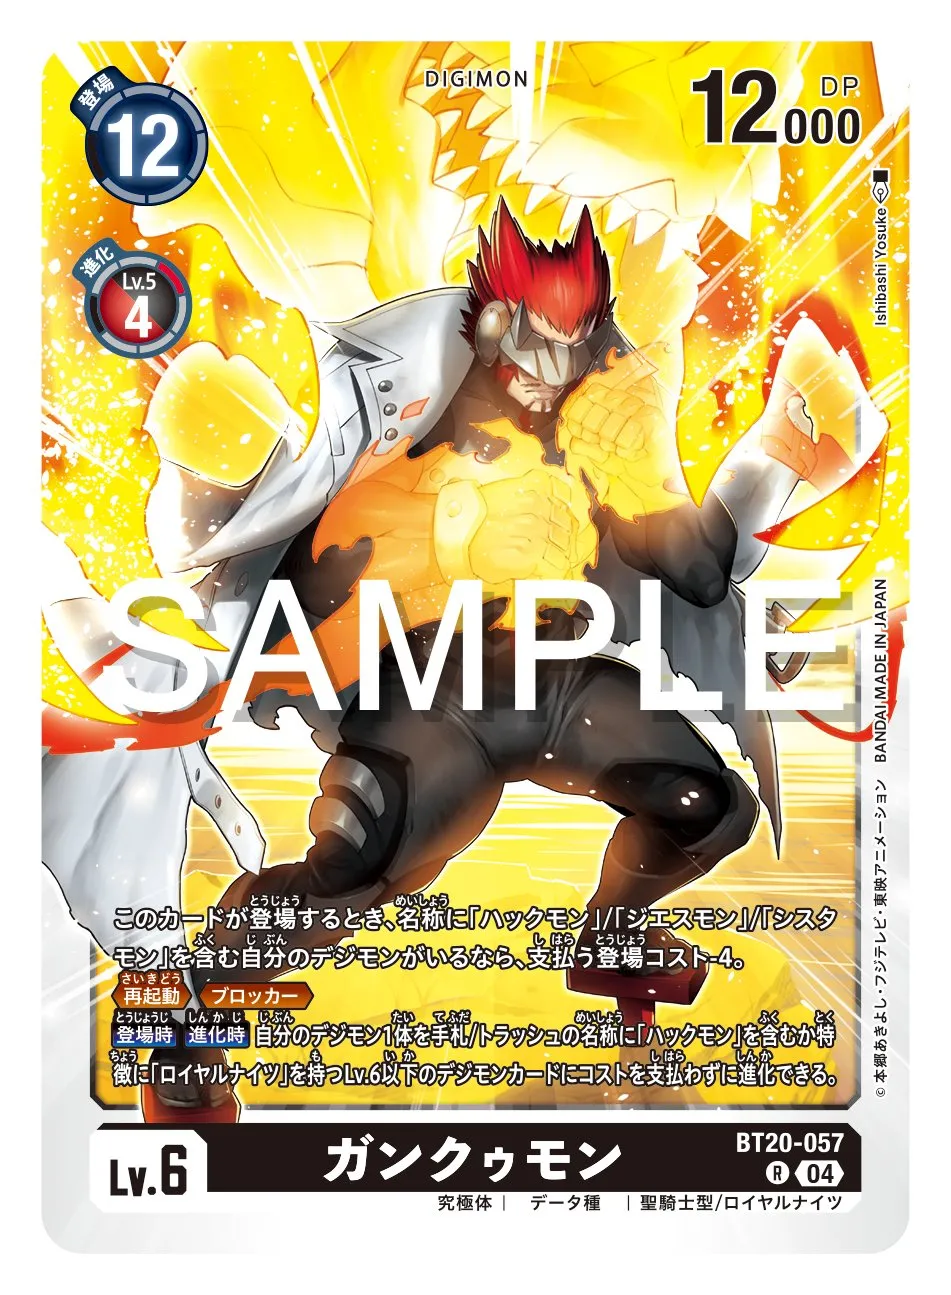 DIGIMON
登場
12
12000
DP
進化
Lv.5
4
Ishibashi Yosuke
SAMPLE
BANDAI MADE IN JAPAN
©本郷あきよし・フジテレビ・東映アニメーション
このカードが登場するとき、名称に「ハックモン」/「ジエスモン」/「シスタ
モン」を含む自分のデジモンがいるなら、支払う登場コスト-4。
再起動 ブロッカー
登場時 進化時 自分のデジモン1体を手札/トラッシュの名称に「ハックモン」を含むか特
徴に「ロイヤルナイツ」を持つLv.6以下のデジモンカードにコストを支払わずに進化できる。
Lv.6
ガンクゥモン
BT20-057
R 04
究極体 | データ種 | 聖騎士型/ロイヤルナイツ